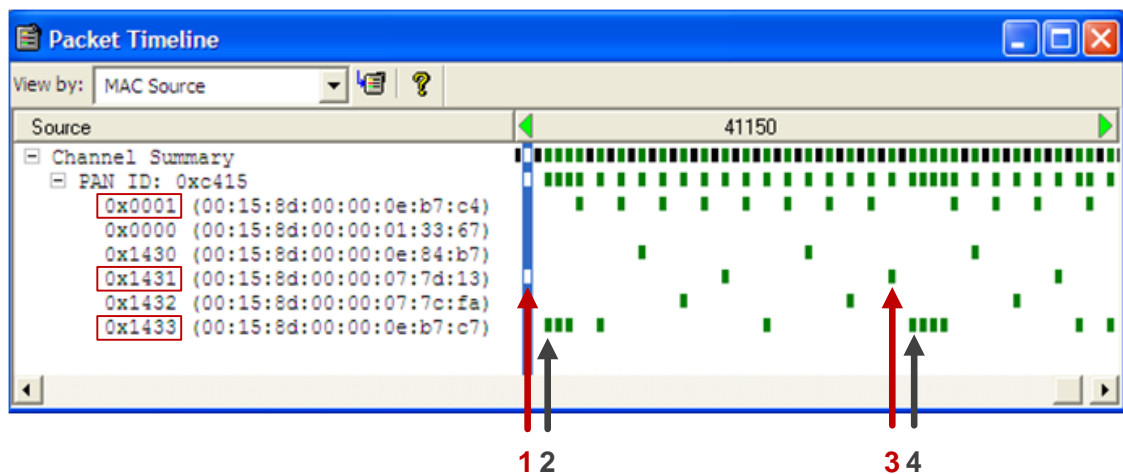 Packet Timeline
View by: MAC Source
Source 41150
Channel Summary
PAN ID: 0xc415
0x0001 (00:15:8d:00:00:0e:b7:c4)
0x0000 (00:15:8d:00:00:01:33:67)
0x1430 (00:15:8d:00:00:0e:84:b7)
0x1431 (00:15:8d:00:00:07:7d:13)
0x1432 (00:15:8d:00:00:07:7c:fa)
0x1433 (00:15:8d:00:00:0e:b7:c7)
1 2 3 4